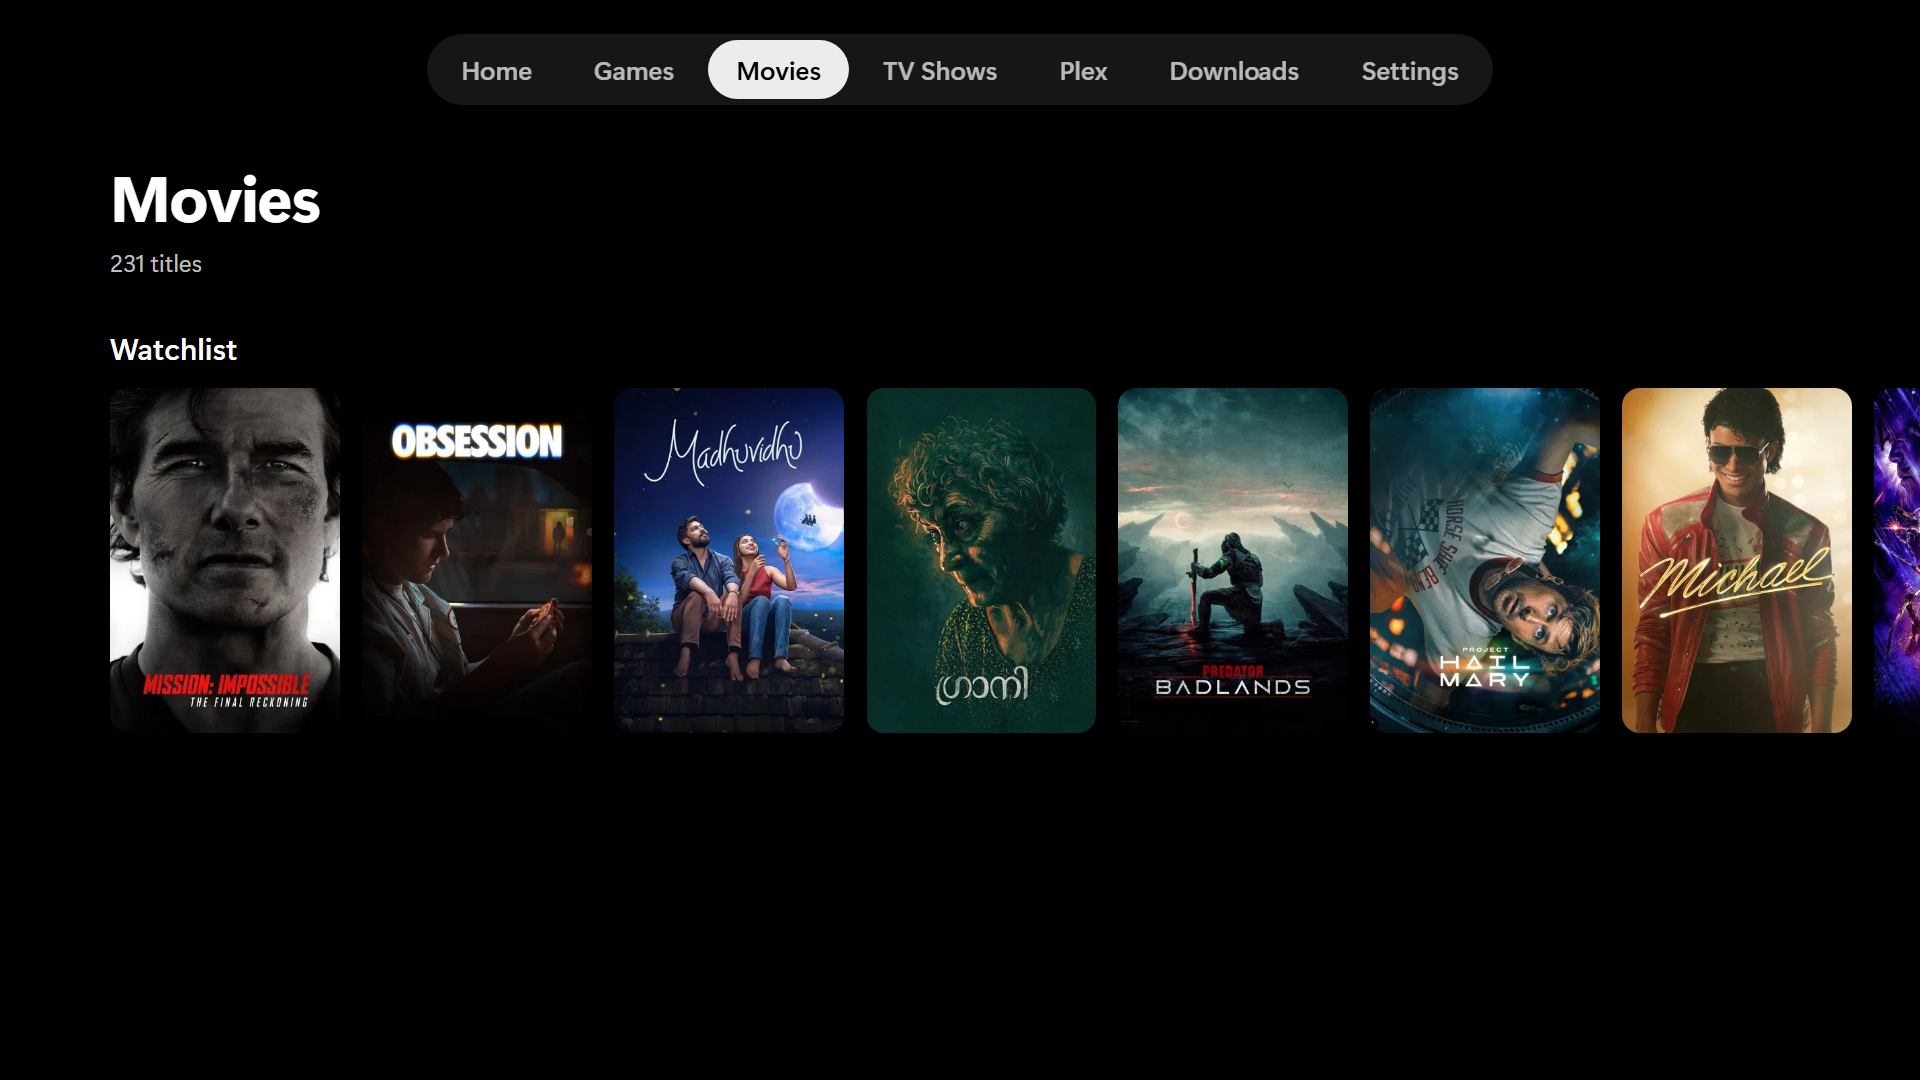 Home Games Movies TV Shows Plex Downloads Settings
Movies
231 titles
Watchlist
MISSION: IMPOSSIBLE
THE FINAL RECKONING
OBSESSION
Madhuvidhu
ഗ്രാനി
PREDATOR
BADLANDS
PROJECT
HAIL
MARY
Michael